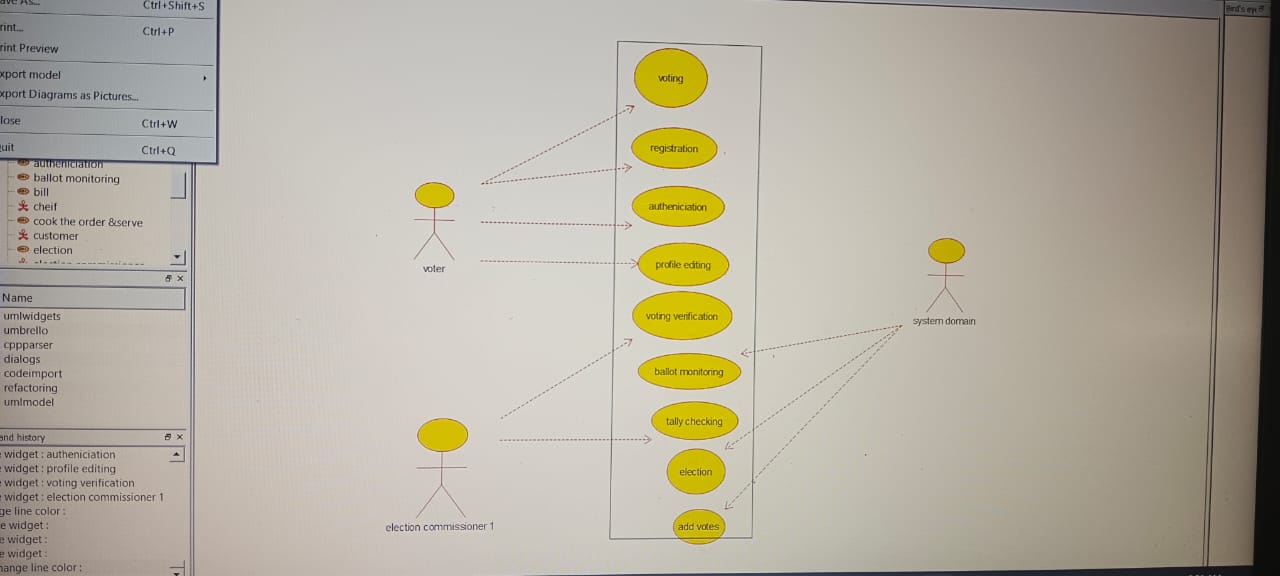 Ctrl+Shift+S
Ctrl+P
rint Preview
xport model
xport Diagrams as Pictures...
lose Ctrl+W
uit Ctrl+Q
autheniciation
ballot monitoring
bill
cheif
cook the order &serve
customer
election
Name
umlwidgets
umbrello
cppparser
dialogs
codeimport
refactoring
umlmodel
and history
widget : autheniciation
widget : profile editing
widget : voting verification
widget : election commissioner 1
ge line color :
e widget :
widget :
widget :
hange line color :
Bird's eye
voting
registration
autheniciation
profile editing
voting verification
ballot monitoring
tally checking
election
add votes
voter
election commissioner 1
system domain